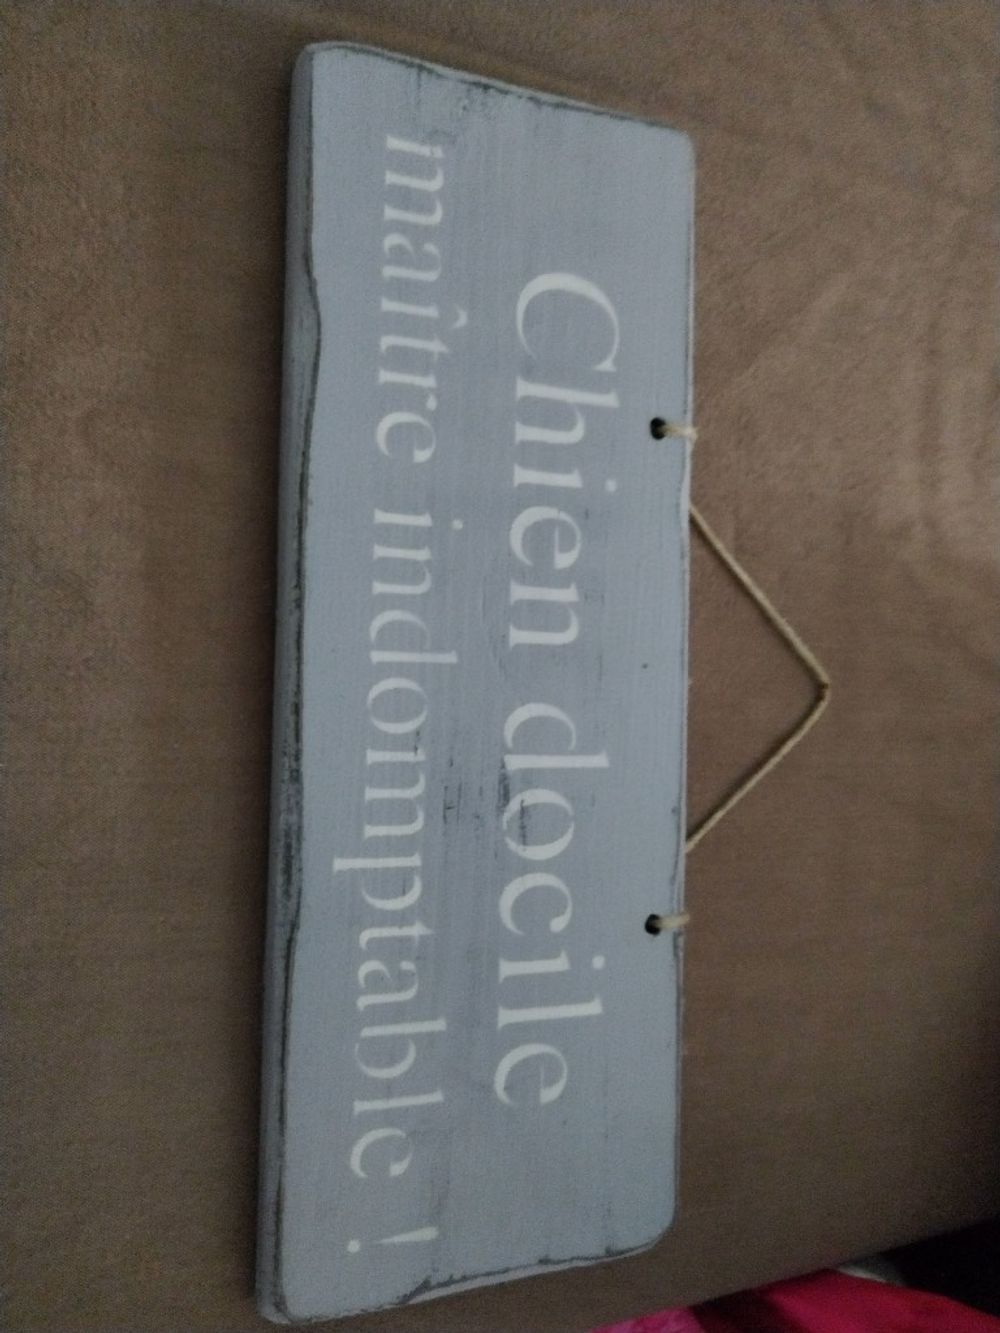 Chien docile
maître indomptable !